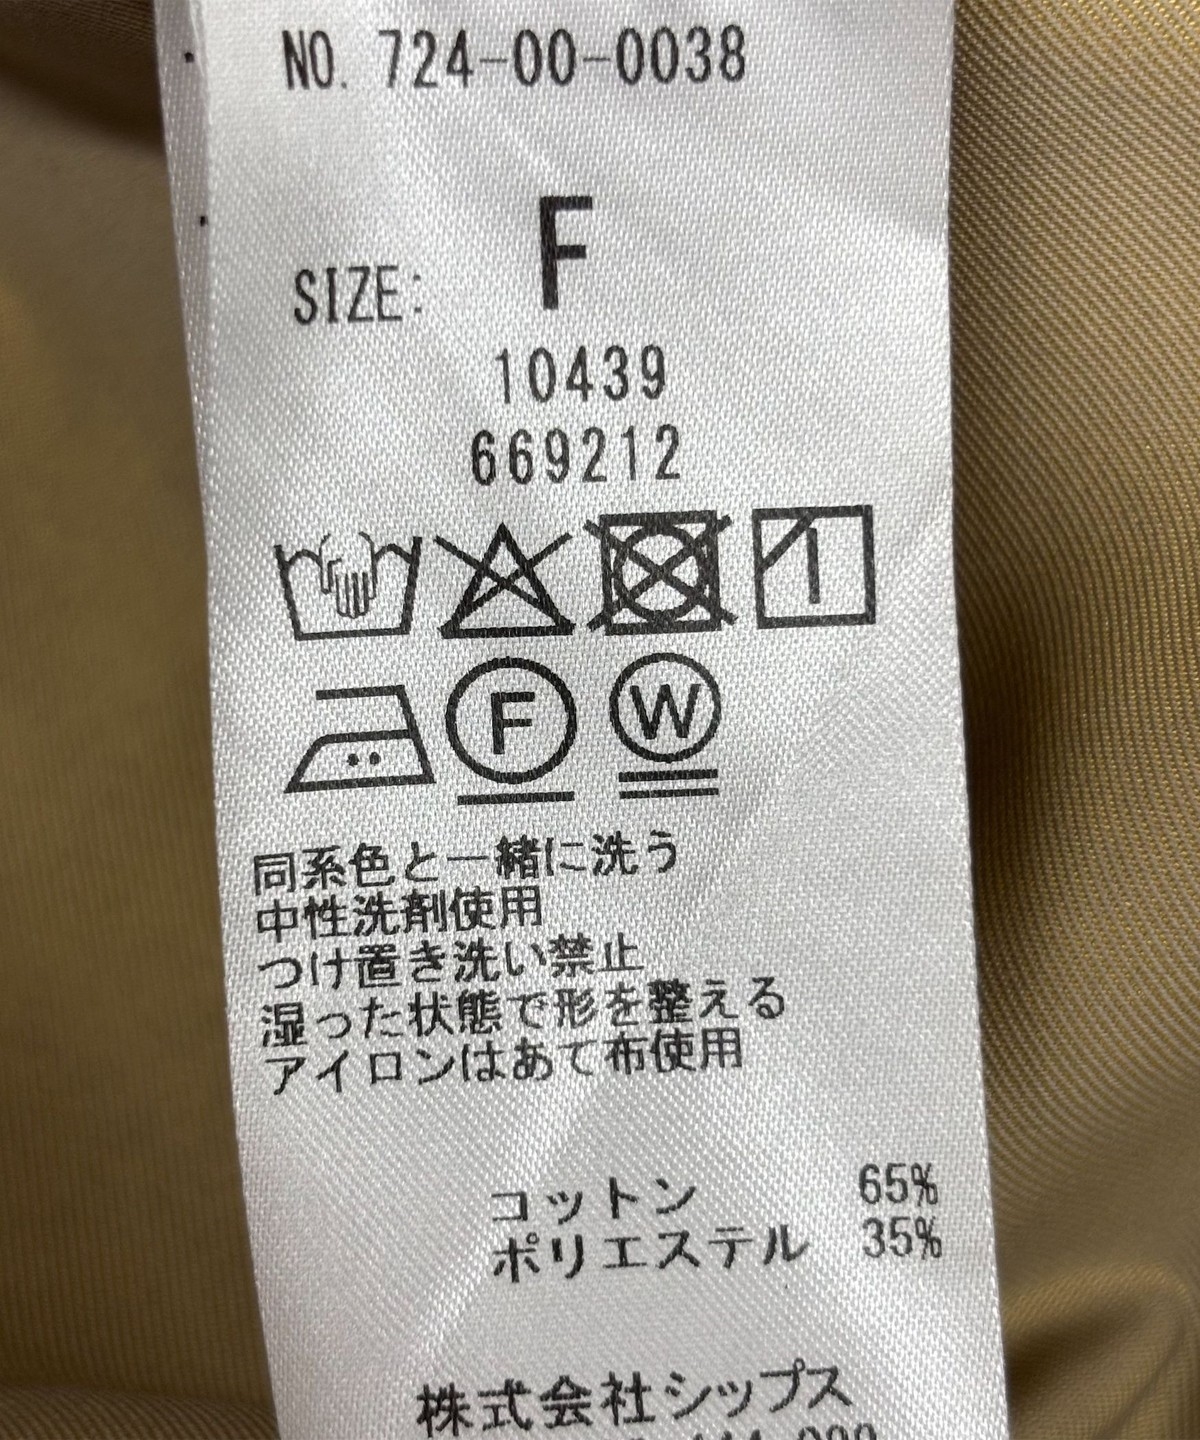 NO. 724-00-0038
SIZE: F
10439
669212
F W
同系色と一緒に洗う
中性洗剤使用
つけ置き洗い禁止
湿った状態で形を整える
アイロンはあて布使用
コットン 65%
ポリエステル 35%
株式会社シップス